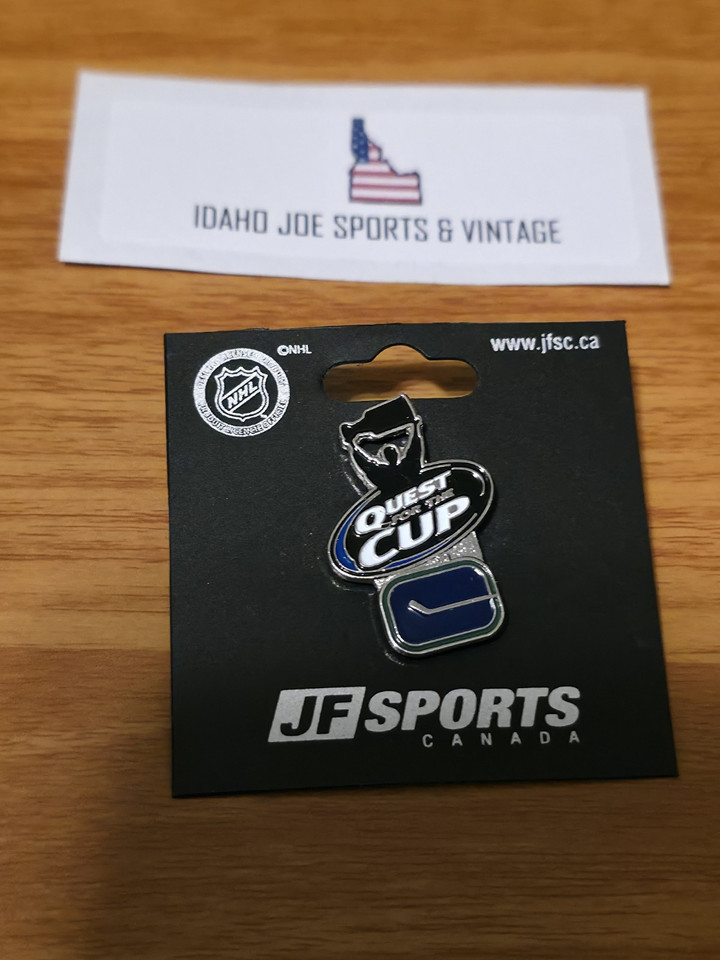 IDAHO JOE SPORTS & VINTAGE
©NHL
www.jfsc.ca
NHL
QUEST
FOR THE
CUP
JF SPORTS
CANADA